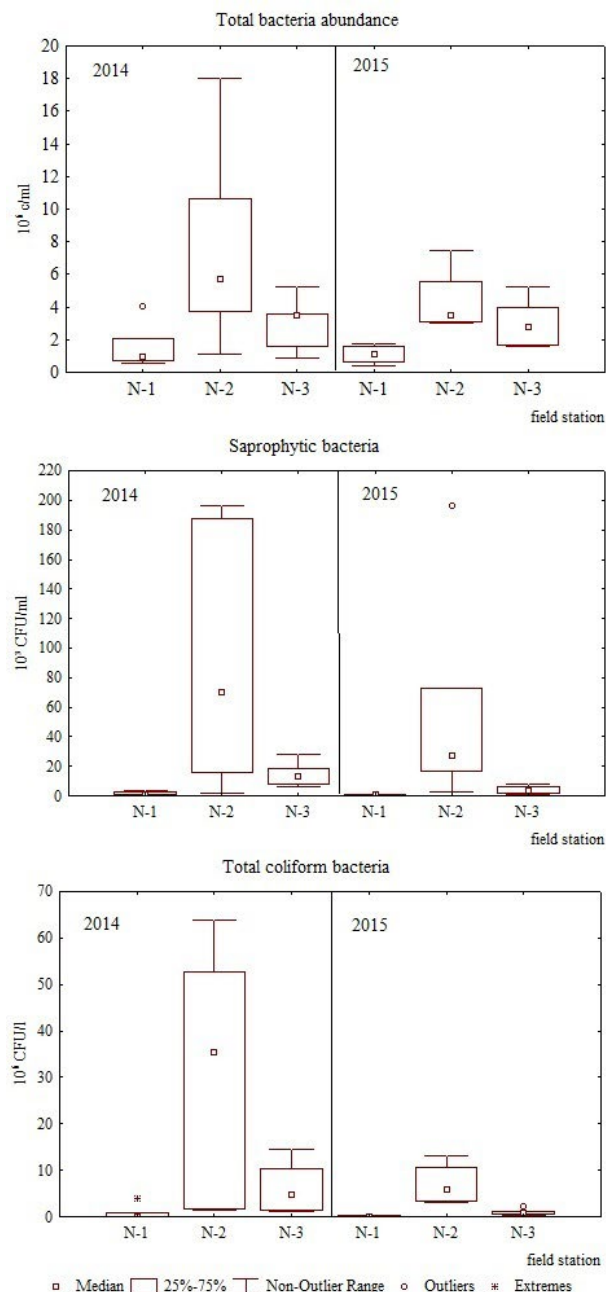 Total bacteria abundance
20
18
16
14
12
10
8
6
4
2
0
10⁶ c/ml
2014
2015
N-1 N-2 N-3 N-1 N-2 N-3
field station
Saprophytic bacteria
220
200
180
160
140
120
100
80
60
40
20
0
10³ CFU/ml
2014
2015
N-1 N-2 N-3 N-1 N-2 N-3
field station
Total coliform bacteria
70
60
50
40
30
20
10
0
10⁶ CFU/l
2014
2015
N-1 N-2 N-3 N-1 N-2 N-3
field station
Median 25%-75% Non-Outlier Range Outliers Extremes